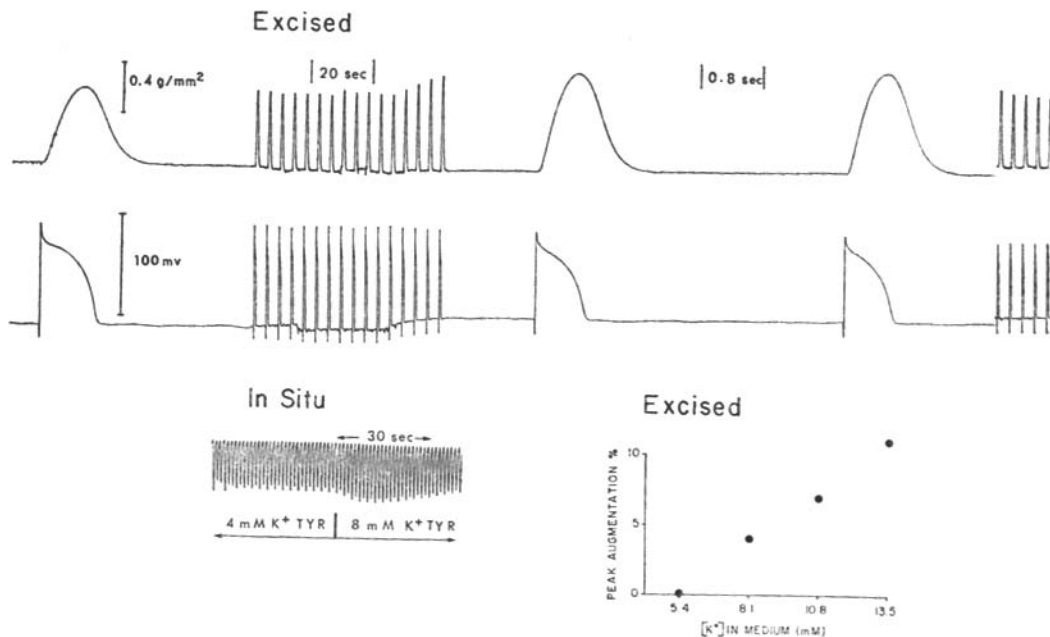 Excised
0.4 g/mm²
20 sec
0.8 sec
100 mv
In Situ
30 sec
4 mM K⁺ TYR
8 mM K⁺ TYR
Excised
PEAK AUGMENTATION %
10
5
0
5.4
8.1
10.8
13.5
[K⁺] IN MEDIUM (mM)